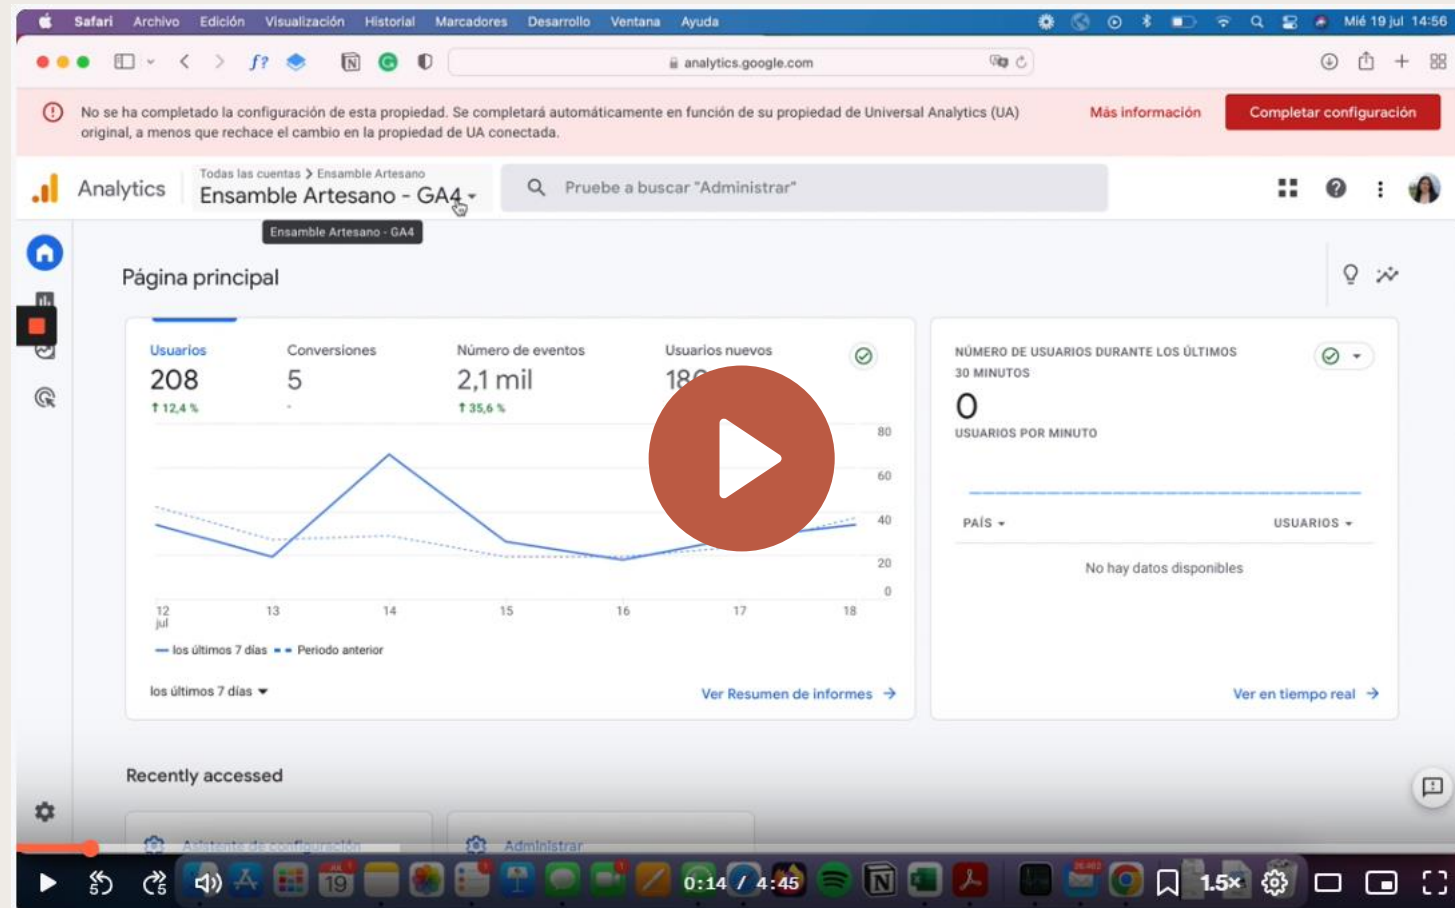 Safari Archivo Edición Visualización Historial Marcadores Desarrollo Ventana Ayuda Mié 19 jul 14:56
f? analytics.google.com
No se ha completado la configuración de esta propiedad. Se completará automáticamente en función de su propiedad de Universal Analytics (UA)
original, a menos que rechace el cambio en la propiedad de UA conectada.
Más información
Completar configuración
Analytics
Todas las cuentas > Ensamble Artesano
Ensamble Artesano - GA4
Pruebe a buscar "Administrar"
Ensamble Artesano - GA4
Página principal
Usuarios Conversiones Número de eventos Usuarios nuevos
208 5 2,1 mil
↑ 12,4 % - ↑ 35,6 %
80
60
40
20
0
12 13 14 15 16 17 18
jul
los últimos 7 días Periodo anterior
los últimos 7 días
Ver Resumen de informes →
NÚMERO DE USUARIOS DURANTE LOS ÚLTIMOS
30 MINUTOS
0
USUARIOS POR MINUTO
PAÍS USUARIOS
No hay datos disponibles
Ver en tiempo real →
Recently accessed
Asistente de configuración Administrar
5 5 19 0:14 / 4:45 1.5×